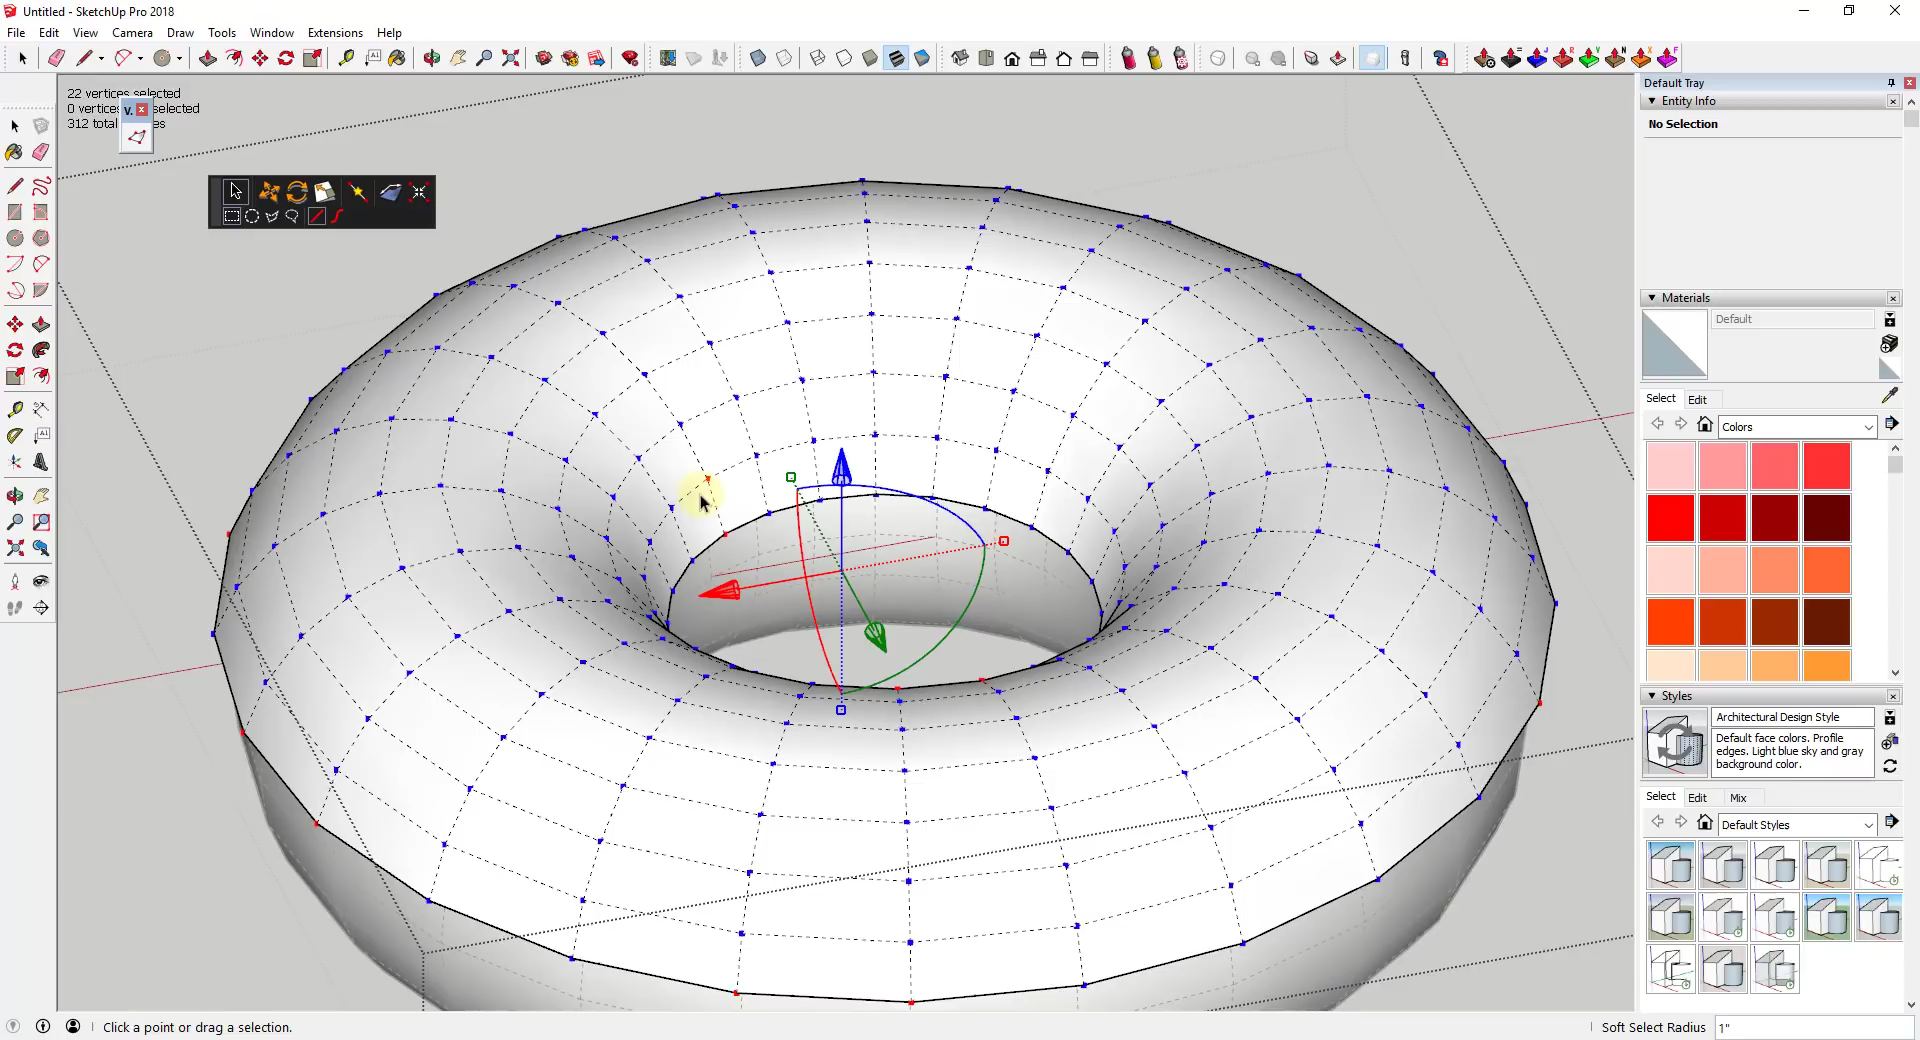 Untitled - SketchUp Pro 2018
File Edit View Camera Draw Tools Window Extensions Help
22 vertices selected
0 vertices selected
312 total
V.
Default Tray
Entity Info
No Selection
Materials
Default
Select Edit
Colors
Styles
Architectural Design Style
Default face colors. Profile
edges. Light blue sky and gray
background color.
Select Edit Mix
Default Styles
Click a point or drag a selection.
Soft Select Radius 1"